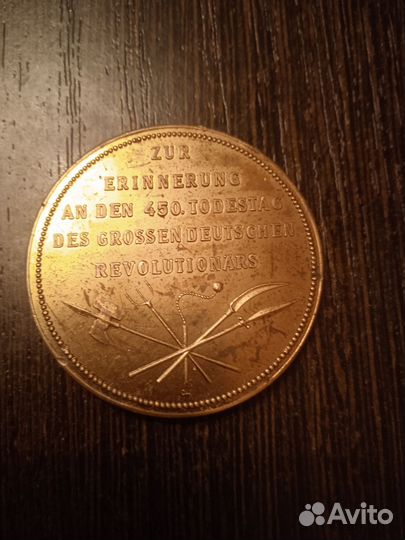 ZUR
ERINNERUNG
AN DEN 450. TODESTAG
DES GROSSEN DEUTSCHEN
REVOLUTIONÄRS
Avito